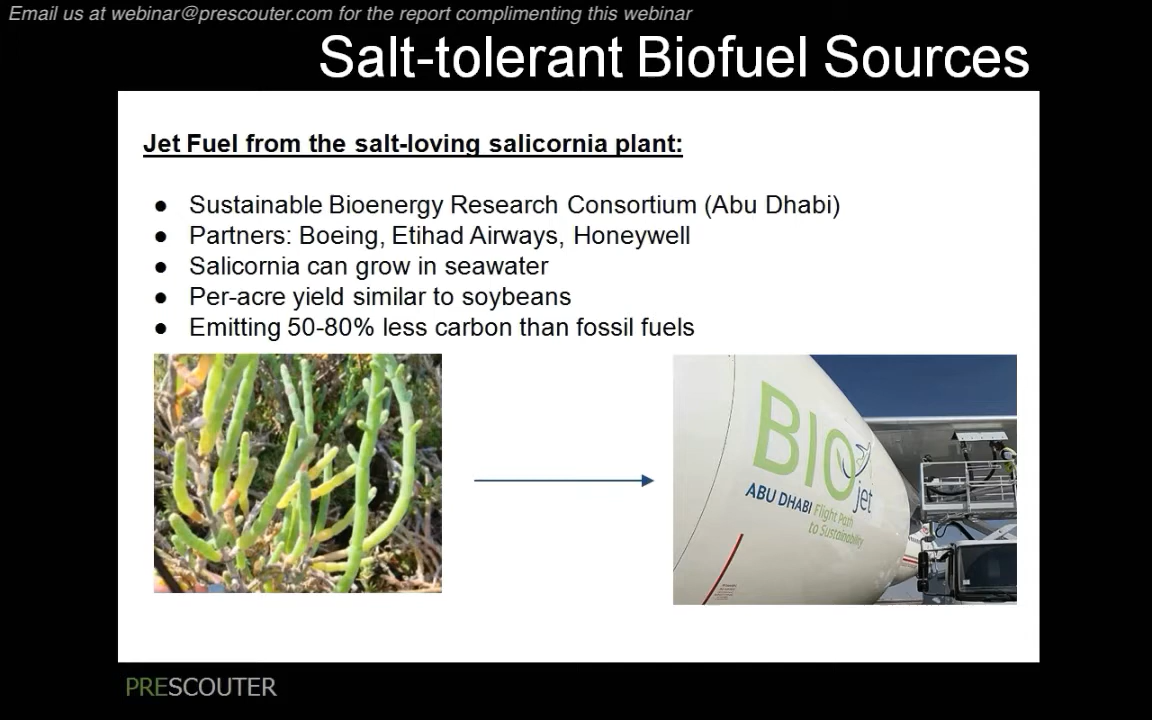 Email us at webinar@prescouter.com for the report complimenting this webinar
Salt-tolerant Biofuel Sources
Jet Fuel from the salt-loving salicornia plant:
● Sustainable Bioenergy Research Consortium (Abu Dhabi)
● Partners: Boeing, Etihad Airways, Honeywell
● Salicornia can grow in seawater
● Per-acre yield similar to soybeans
● Emitting 50-80% less carbon than fossil fuels
BIO
jet
ABU DHABI Flight Path
to Sustainability
PRESCOUTER